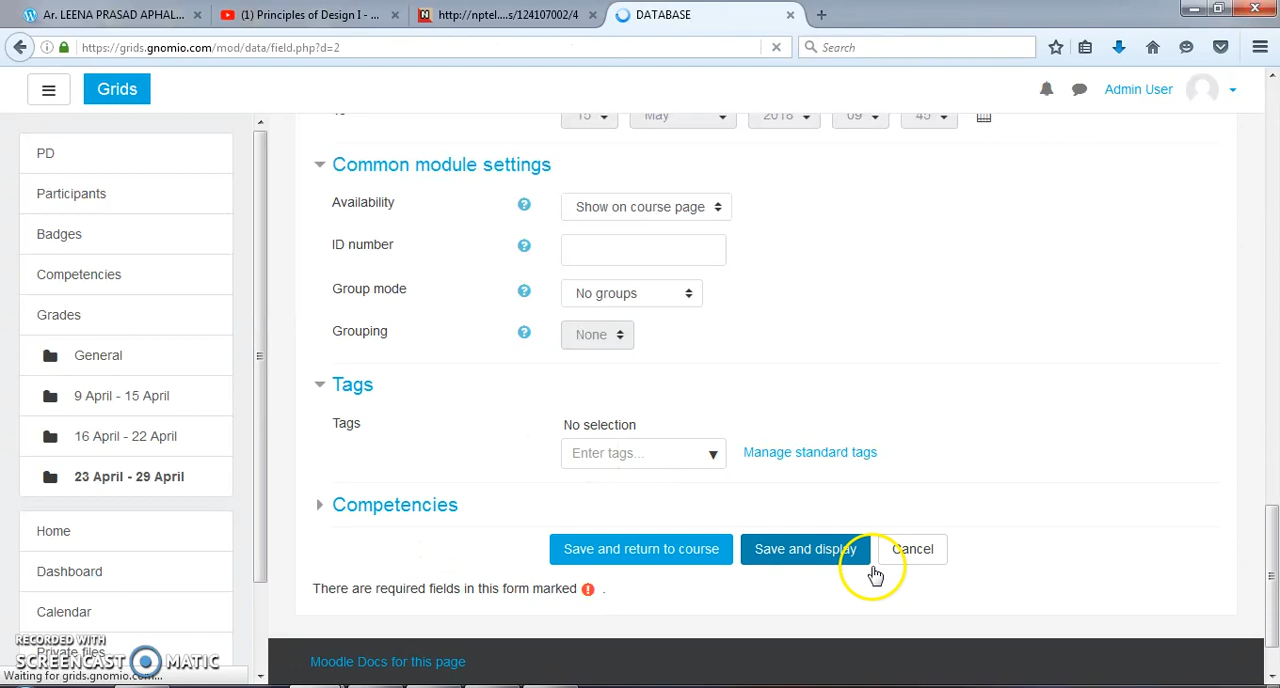 Ar. LEENA PRASAD APHAL... (1) Principles of Design I - ... http://nptel....s/124107002/4 DATABASE
https://grids.gnomio.com/mod/data/field.php?d=2 Search
Grids Admin User
15 May 2018 09 45
PD
Participants
Badges
Competencies
Grades
General
9 April - 15 April
16 April - 22 April
23 April - 29 April
Home
Dashboard
Calendar
Private files
Common module settings
Availability Show on course page
ID number
Group mode No groups
Grouping None
Tags
Tags No selection
Enter tags... Manage standard tags
Competencies
Save and return to course Save and display Cancel
There are required fields in this form marked .
Moodle Docs for this page
RECORDED WITH
SCREENCAST MATIC
Waiting for grids.gnomio.com...